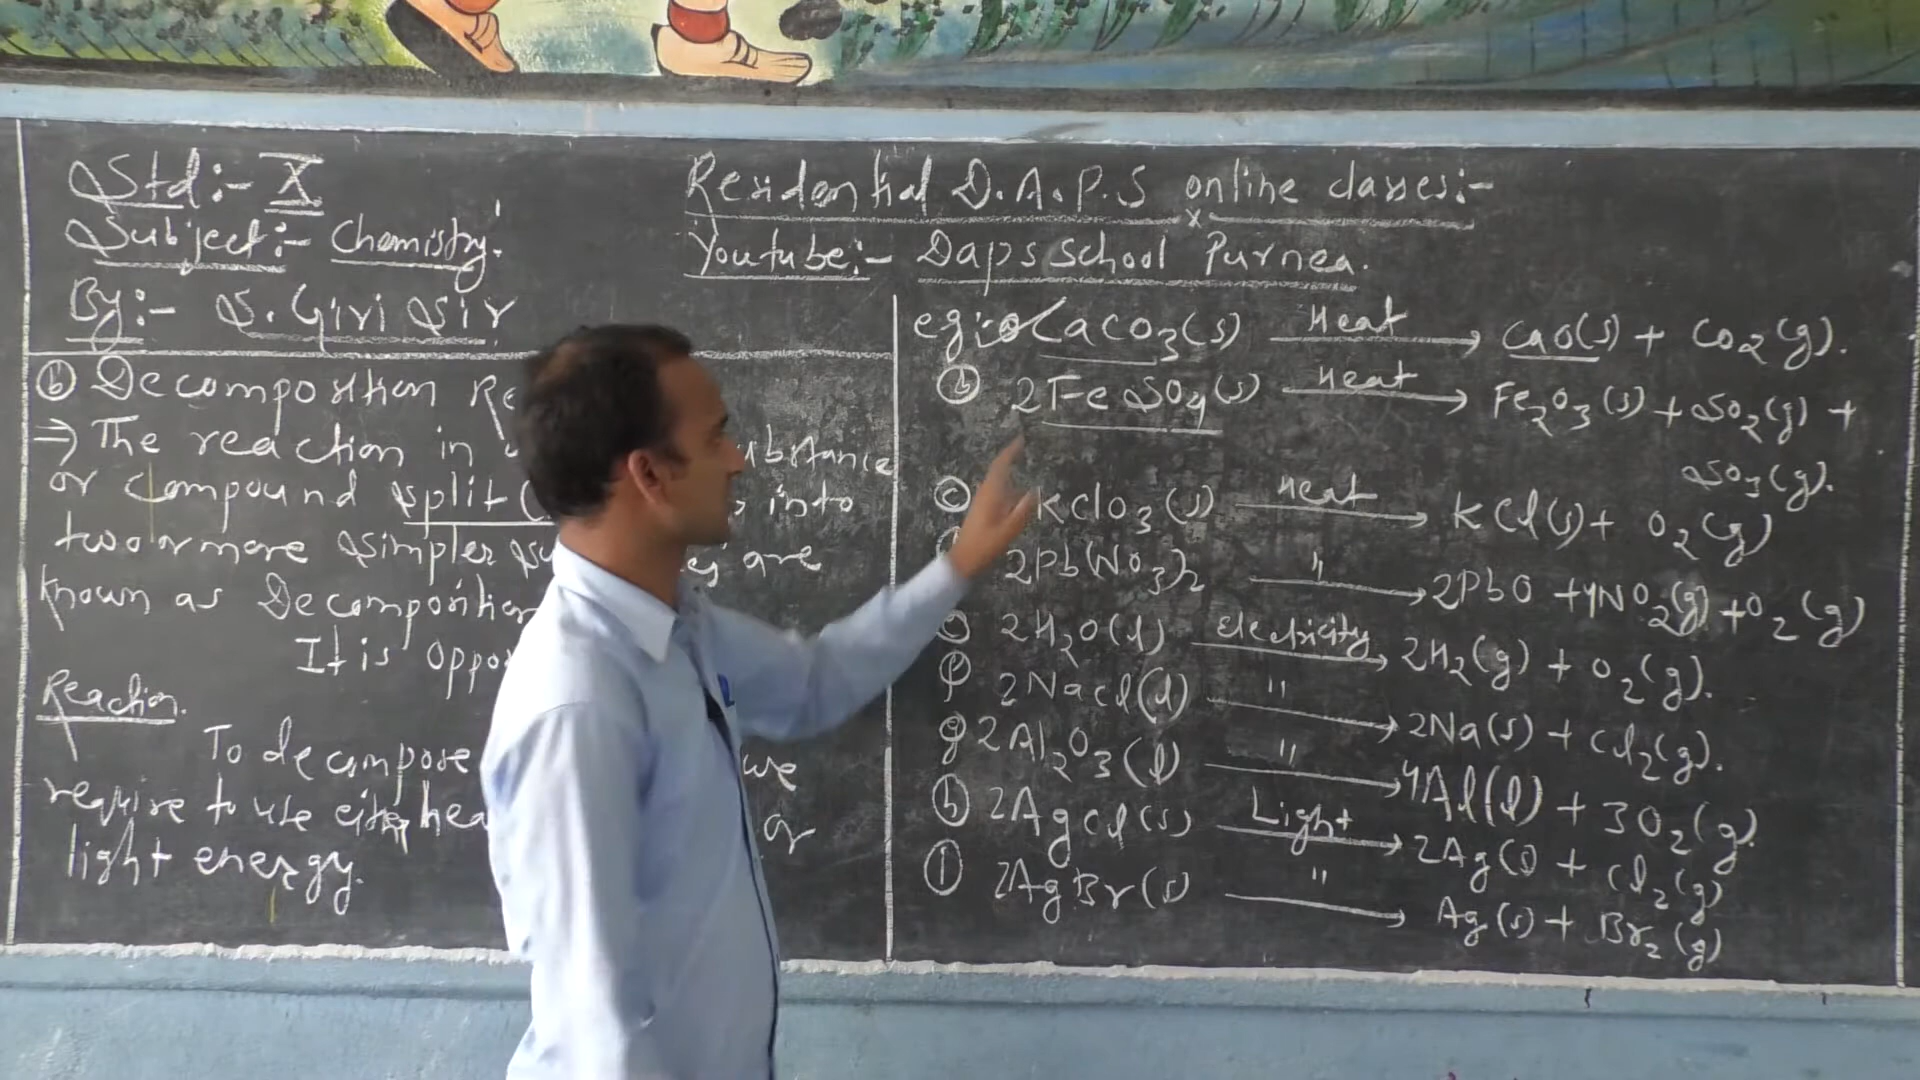 Std:- X
Subject:- Chemistry.
By:- S. Giri Sir
Residential D.A.P.S online classes:-
Youtube:- Daps School Purnea.
(b) Decomposition Re
⇒ The reaction in ubstance
or compound split ( into
two or more simpler are
known as Decomposition
It is oppo
Reaction.
To decompose we
require to use either hea or
light energy.
eg:- CaCO3(s) Heat → CaO(s) + CO2(g).
(b) 2FeSO4(s) Heat → Fe2O3(s) + SO2(g) +
SO3(g).
(c) KClO3(s) Heat → KCl(s) + O2(g)
2Pb(NO3)2 " → 2PbO + 4NO2(g) + O2(g)
2H2O(l) Electricity → 2H2(g) + O2(g).
(f) 2NaCl(l) " → 2Na(s) + Cl2(g).
(g) 2Al2O3(l) " → 4Al(l) + 3O2(g).
(h) 2AgCl(s) Light → 2Ag(s) + Cl2(g)
(i) 2AgBr(s) " → Ag(s) + Br2(g)